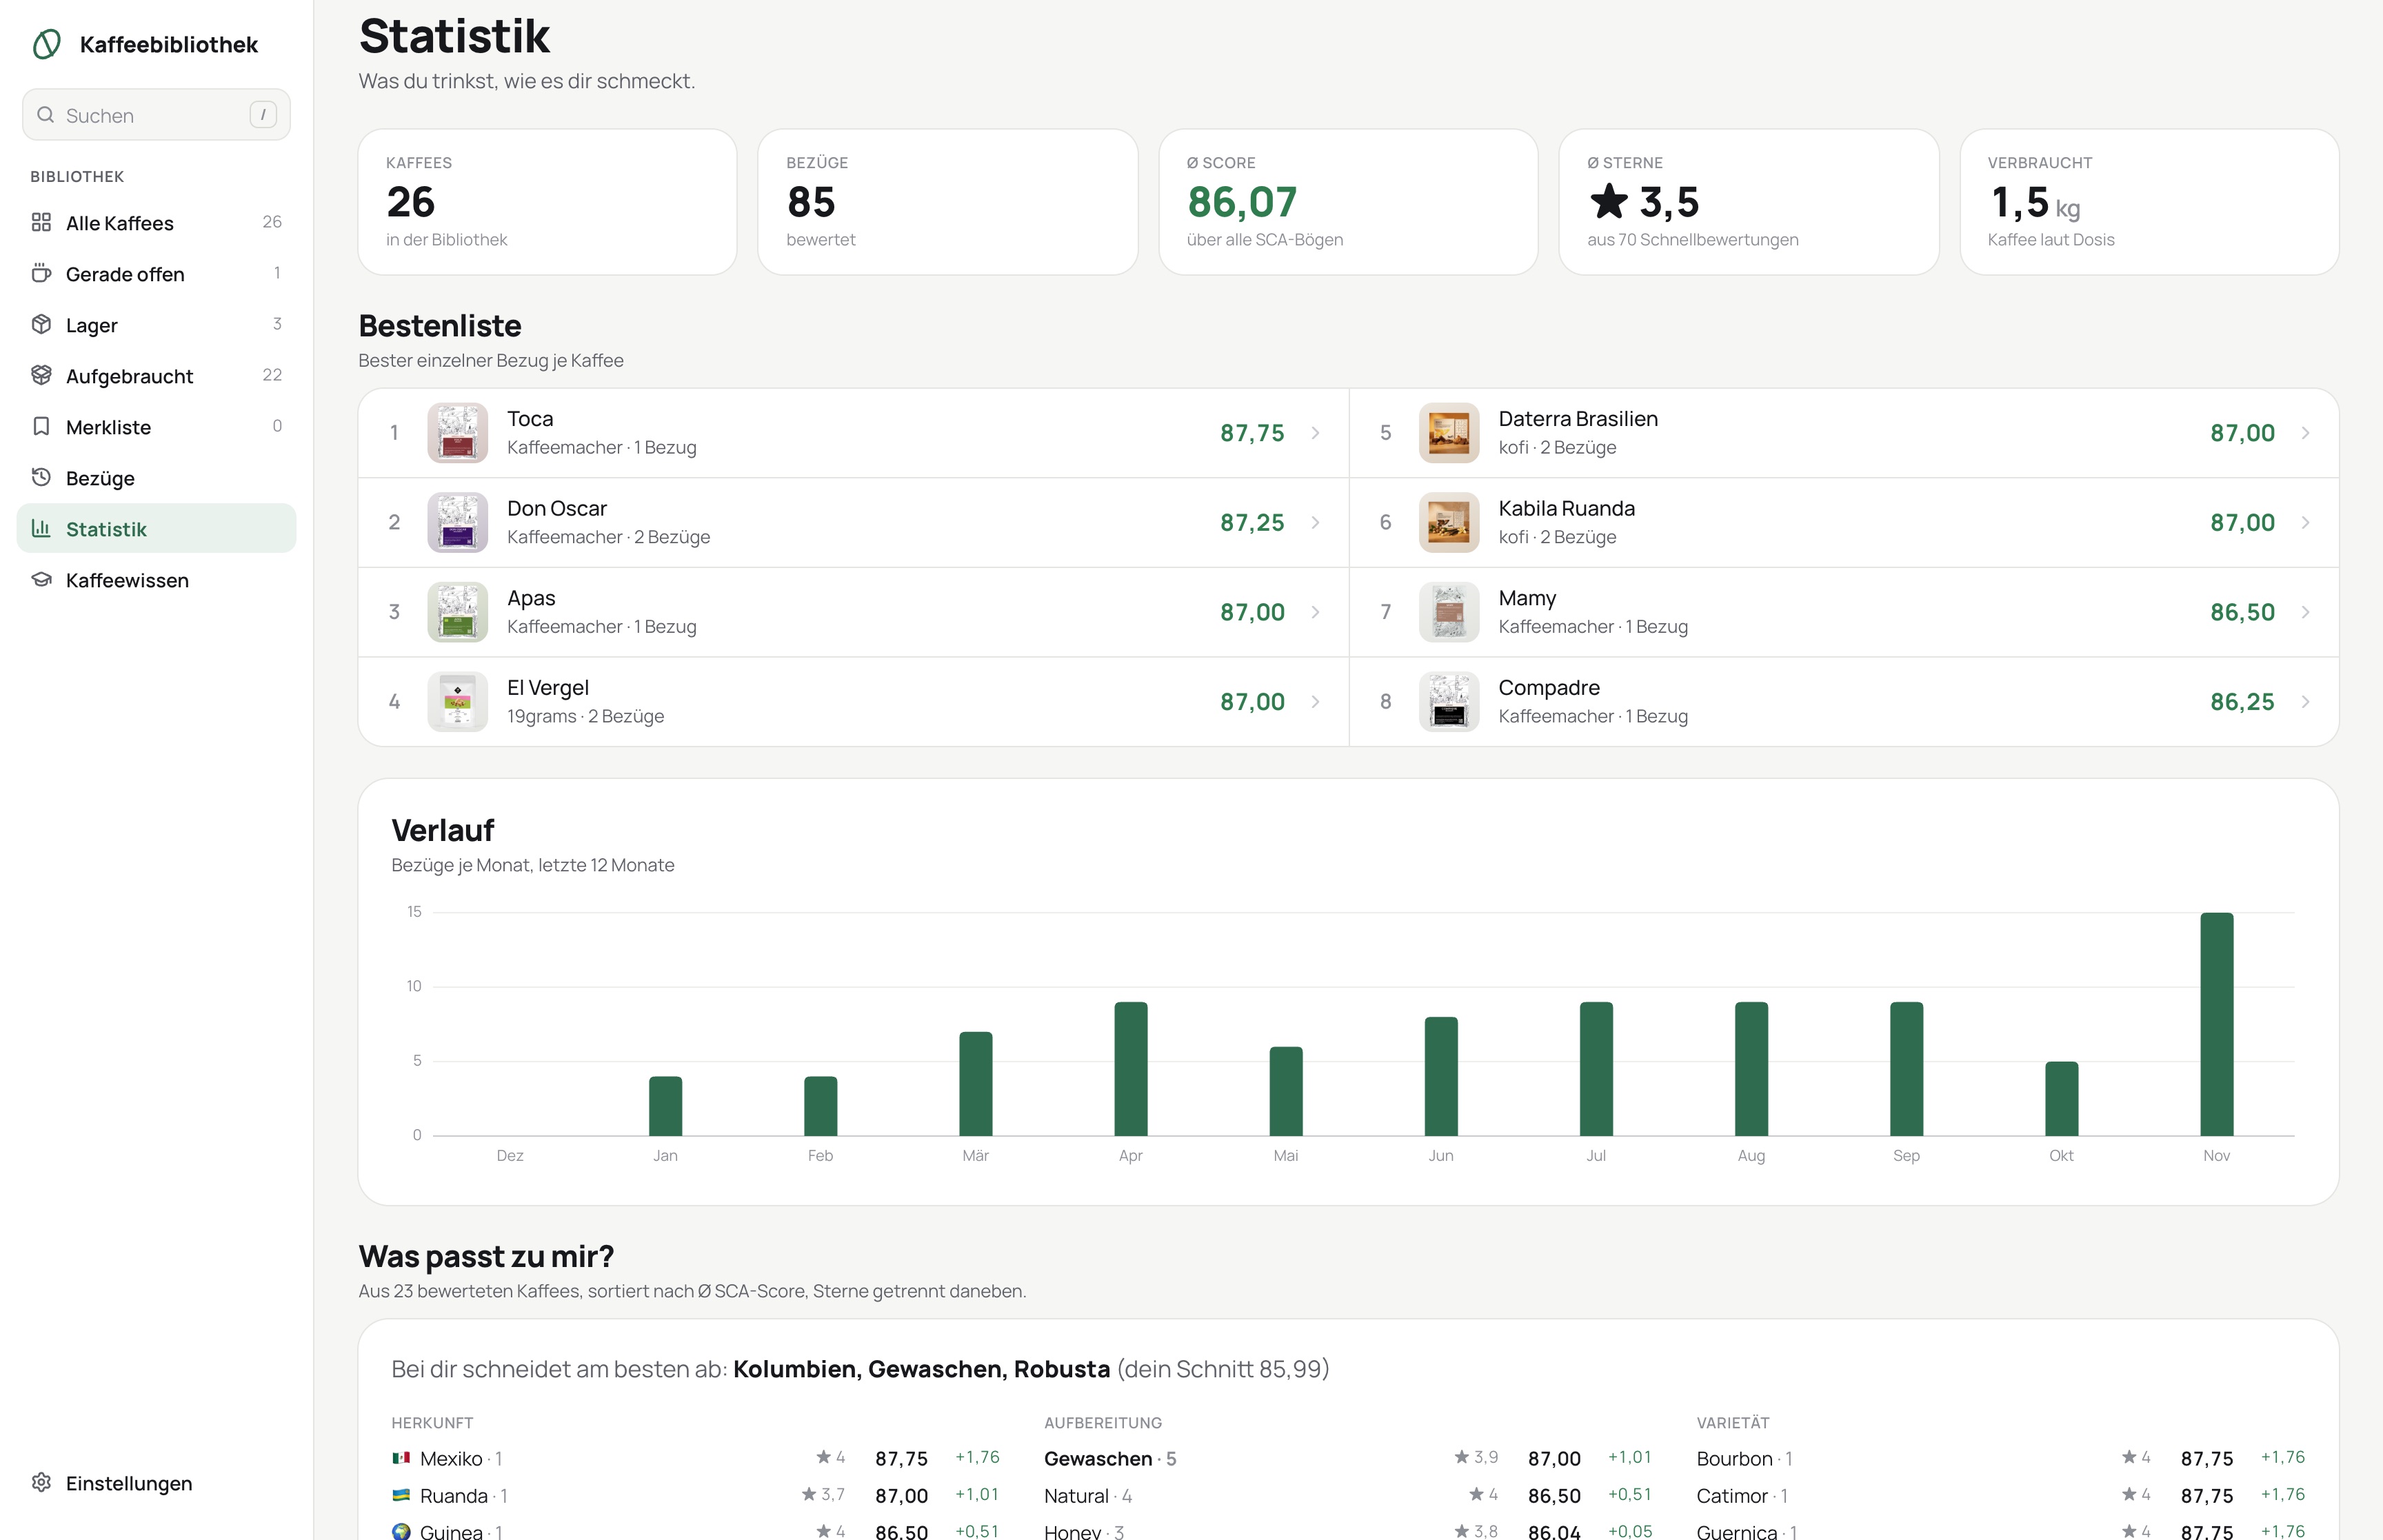 Kaffeebibliothek
Suchen /
BIBLIOTHEK
Alle Kaffees 26
Gerade offen 1
Lager 3
Aufgebraucht 22
Merkliste 0
Bezüge
Statistik
Kaffeewissen
Einstellungen
Statistik
Was du trinkst, wie es dir schmeckt.
KAFFEES
26
in der Bibliothek
BEZÜGE
85
bewertet
Ø SCORE
86,07
über alle SCA-Bögen
Ø STERNE
★ 3,5
aus 70 Schnellbewertungen
VERBRAUCHT
1,5 kg
Kaffee laut Dosis
Bestenliste
Bester einzelner Bezug je Kaffee
1 Toca 87,75
Kaffeemacher · 1 Bezug
2 Don Oscar 87,25
Kaffeemacher · 2 Bezüge
3 Apas 87,00
Kaffeemacher · 1 Bezug
4 El Vergel 87,00
19grams · 2 Bezüge
5 Daterra Brasilien 87,00
kofi · 2 Bezüge
6 Kabila Ruanda 87,00
kofi · 2 Bezüge
7 Mamy 86,50
Kaffeemacher · 1 Bezug
8 Compadre 86,25
Kaffeemacher · 1 Bezug
Verlauf
Bezüge je Monat, letzte 12 Monate
15
10
5
0
Dez Jan Feb Mär Apr Mai Jun Jul Aug Sep Okt Nov
Was passt zu mir?
Aus 23 bewerteten Kaffees, sortiert nach Ø SCA-Score, Sterne getrennt daneben.
Bei dir schneidet am besten ab: Kolumbien, Gewaschen, Robusta (dein Schnitt 85,99)
HERKUNFT
Mexiko · 1 ★ 4 87,75 +1,76
Ruanda · 1 ★ 3,7 87,00 +1,01
Guinea · 1 ★ 4 86,50 +0,51
AUFBEREITUNG
Gewaschen · 5 ★ 3,9 87,00 +1,01
Natural · 4 ★ 4 86,50 +0,51
Honey · 3 ★ 3,8 86,04 +0,05
VARIETÄT
Bourbon · 1 ★ 4 87,75 +1,76
Catimor · 1 ★ 4 87,75 +1,76
Guernica · 1 ★ 4 87,75 +1,76